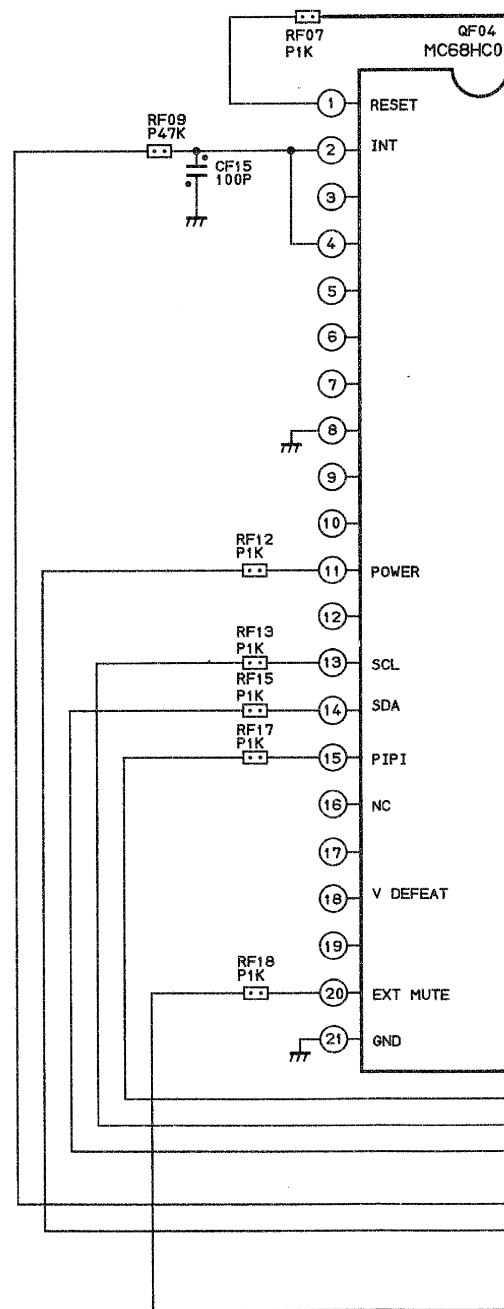 RF07
P1K
QF04
MC68HC0
1 RESET
RF09
P47K
2 INT
CF15
100P
3
4
5
6
7
8
9
10
RF12
P1K
11 POWER
12
RF13
P1K
13 SCL
RF15
P1K
14 SDA
RF17
P1K
15 PIPI
16 NC
17
18 V DEFEAT
19
RF18
P1K
20 EXT MUTE
21 GND